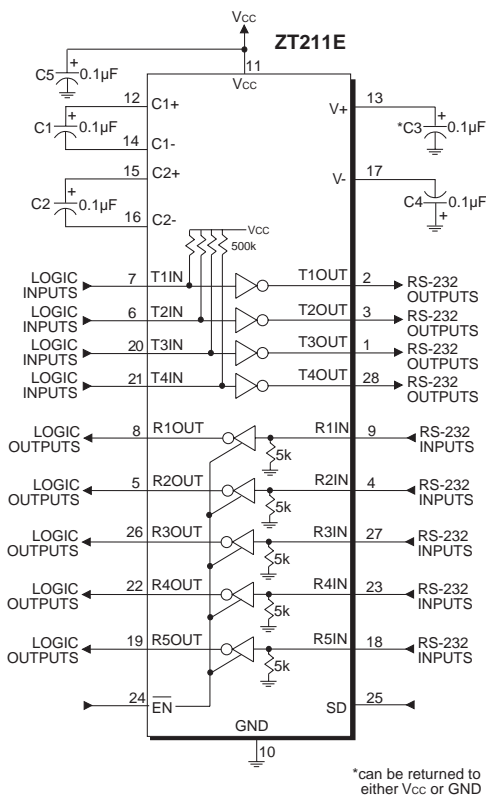 Vcc
ZT211E
11
Vcc
C5
+
0.1µF
12
C1+
C1
+
0.1µF
14
C1-
15
C2+
C2
+
0.1µF
16
C2-
V+
13
*C3
+
0.1µF
V-
17
C4
0.1µF
+
Vcc
500k
LOGIC
INPUTS
7
T1IN
T1OUT
2
RS-232
OUTPUTS
LOGIC
INPUTS
6
T2IN
T2OUT
3
RS-232
OUTPUTS
LOGIC
INPUTS
20
T3IN
T3OUT
1
RS-232
OUTPUTS
LOGIC
INPUTS
21
T4IN
T4OUT
28
RS-232
OUTPUTS
LOGIC
OUTPUTS
8
R1OUT
R1IN
9
RS-232
INPUTS
5k
LOGIC
OUTPUTS
5
R2OUT
R2IN
4
RS-232
INPUTS
5k
LOGIC
OUTPUTS
26
R3OUT
R3IN
27
RS-232
INPUTS
5k
LOGIC
OUTPUTS
22
R4OUT
R4IN
23
RS-232
INPUTS
5k
LOGIC
OUTPUTS
19
R5OUT
R5IN
18
RS-232
INPUTS
5k
24
EN
SD
25
GND
10
*can be returned to
either Vcc or GND